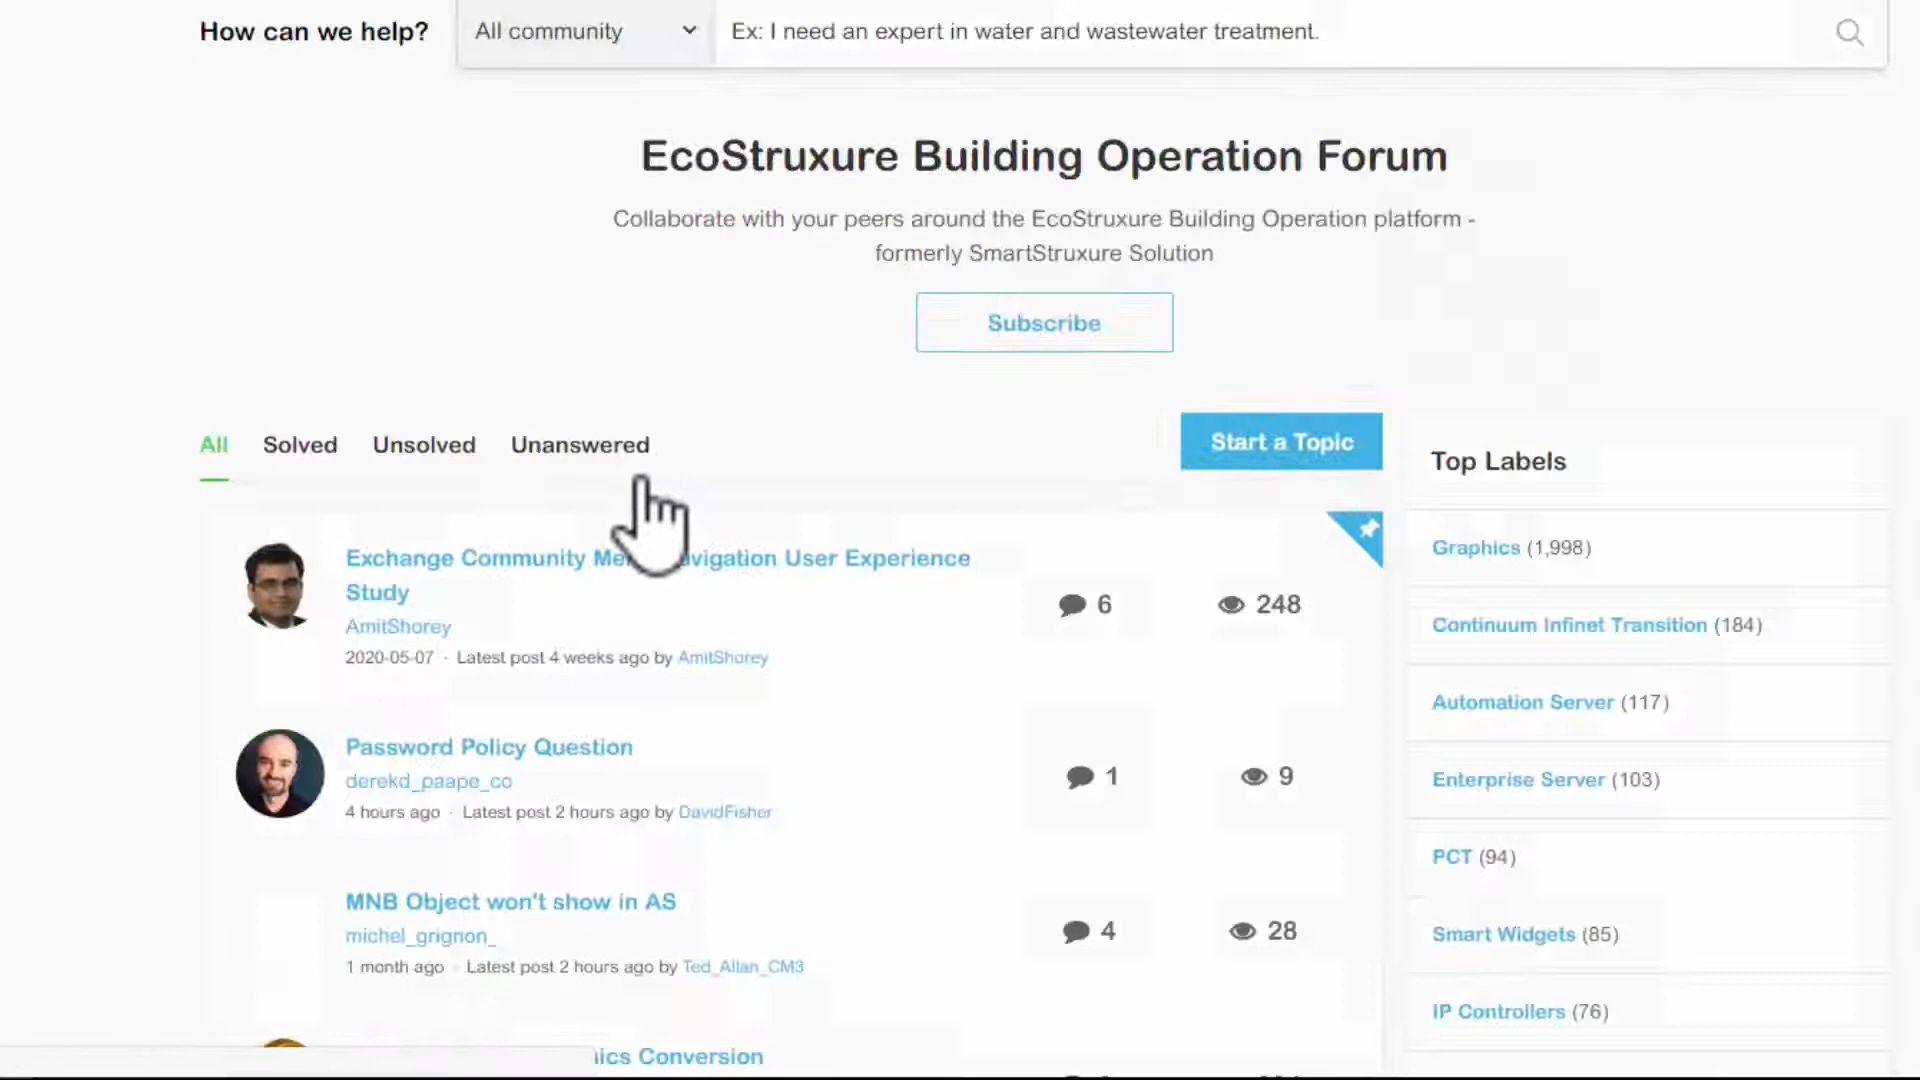 How can we help?
All community
Ex: I need an expert in water and wastewater treatment.
EcoStruxure Building Operation Forum
Collaborate with your peers around the EcoStruxure Building Operation platform -
formerly SmartStruxure Solution
Subscribe
All
Solved
Unsolved
Unanswered
Start a Topic
Exchange Community Me vigation User Experience
Study
AmitShorey
2020-05-07 · Latest post 4 weeks ago by AmitShorey
6
248
Password Policy Question
derekd_paape_co
4 hours ago · Latest post 2 hours ago by DavidFisher
1
9
MNB Object won't show in AS
michel_grignon_
1 month ago · Latest post 2 hours ago by Ted_Allan_CM3
4
28
ics Conversion
Top Labels
Graphics (1,998)
Continuum Infinet Transition (184)
Automation Server (117)
Enterprise Server (103)
PCT (94)
Smart Widgets (85)
IP Controllers (76)